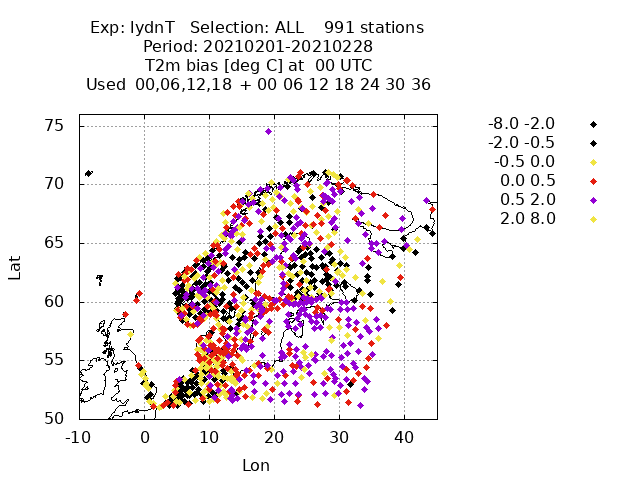 Exp: IydnT   Selection: ALL    991 stations
Period: 20210201-20210228
T2m bias [deg C] at  00 UTC
Used  00,06,12,18 + 00 06 12 18 24 30 36
-8.0 -2.0
-2.0 -0.5
-0.5 0.0
0.0 0.5
0.5 2.0
2.0 8.0
75
70
65
60
55
50
Lat
-10 0 10 20 30 40
Lon